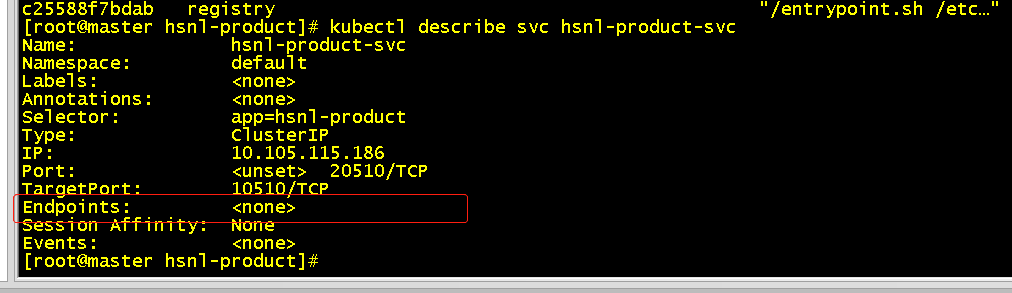 c25588f7bdab registry "/entrypoint.sh /etc…"
[root@master hsnl-product]# kubectl describe svc hsnl-product-svc
Name: hsnl-product-svc
Namespace: default
Labels: <none>
Annotations: <none>
Selector: app=hsnl-product
Type: ClusterIP
IP: 10.105.115.186
Port: <unset> 20510/TCP
TargetPort: 10510/TCP
Endpoints: <none>
Session Affinity: None
Events: <none>
[root@master hsnl-product]#